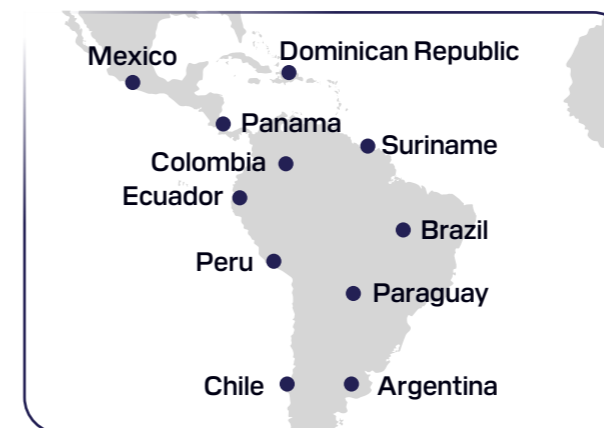 Dominican Republic
Mexico
Panama
Suriname
Colombia
Ecuador
Brazil
Peru
Paraguay
Chile
Argentina